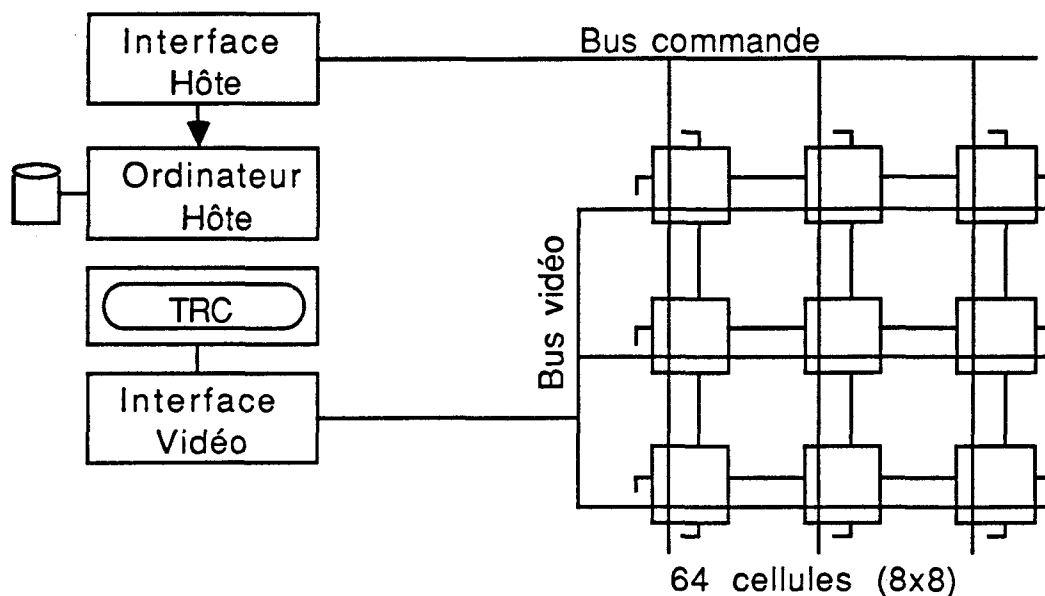 Interface
Hôte
Bus commande
Ordinateur
Hôte
TRC
Bus vidéo
Interface
Vidéo
64 cellules (8x8)